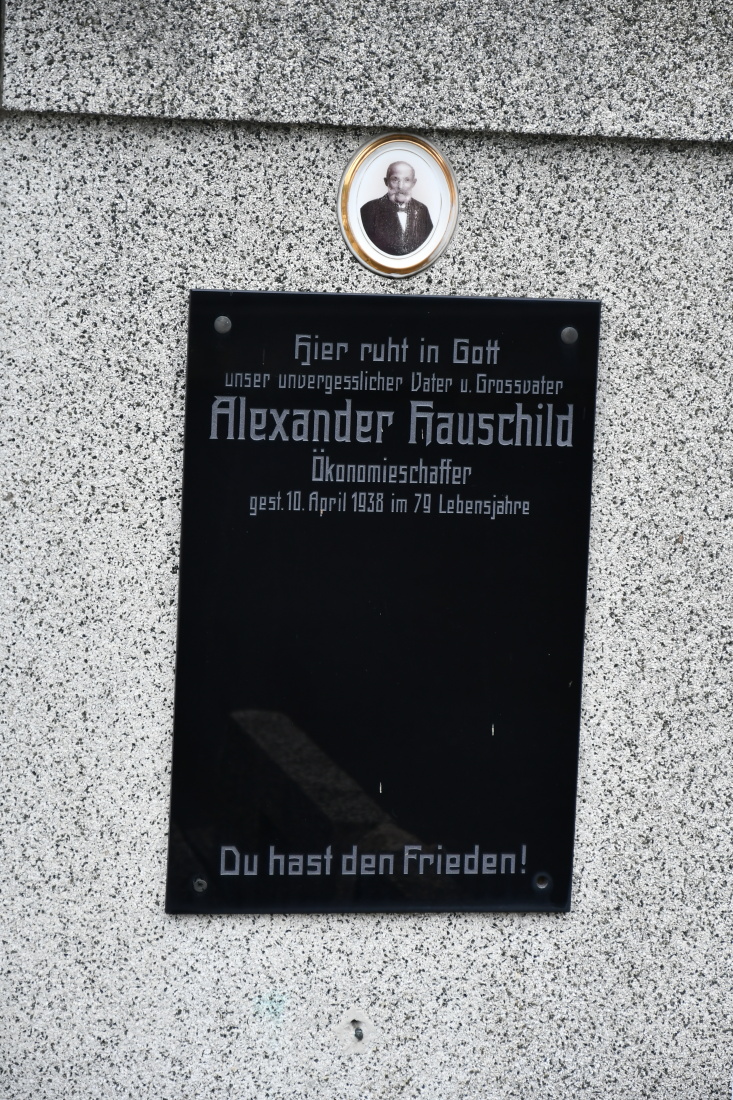 Hier ruht in Gott
unser unvergesslicher Vater u. Grossvater
Alexander Hauschild
Ökonomieschaffer
gest. 10. April 1938 im 79 Lebensjahre
Du hast den Frieden!